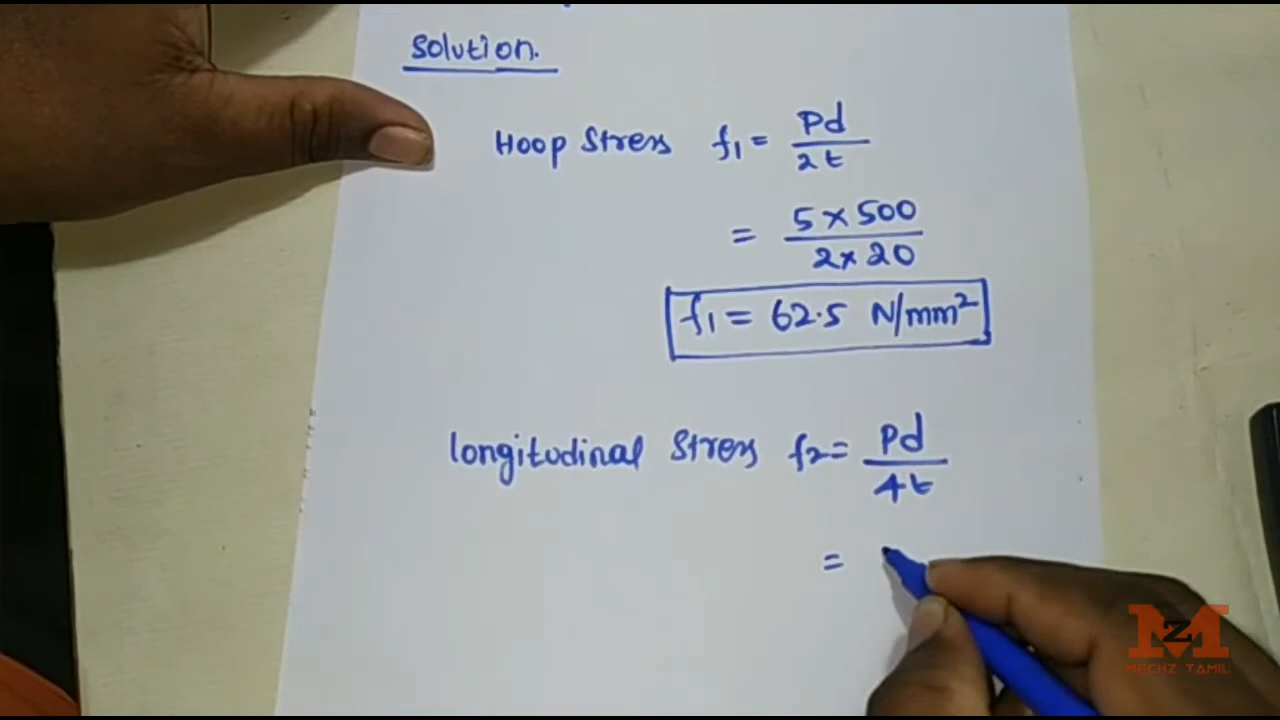 Solution.
Hoop Stress f1 = Pd
2t
= 5 × 500
2 × 20
f1 = 62.5 N/mm²
longitudinal Stress f2 = Pd
4t
=
MZ
MECHZ TAMIL